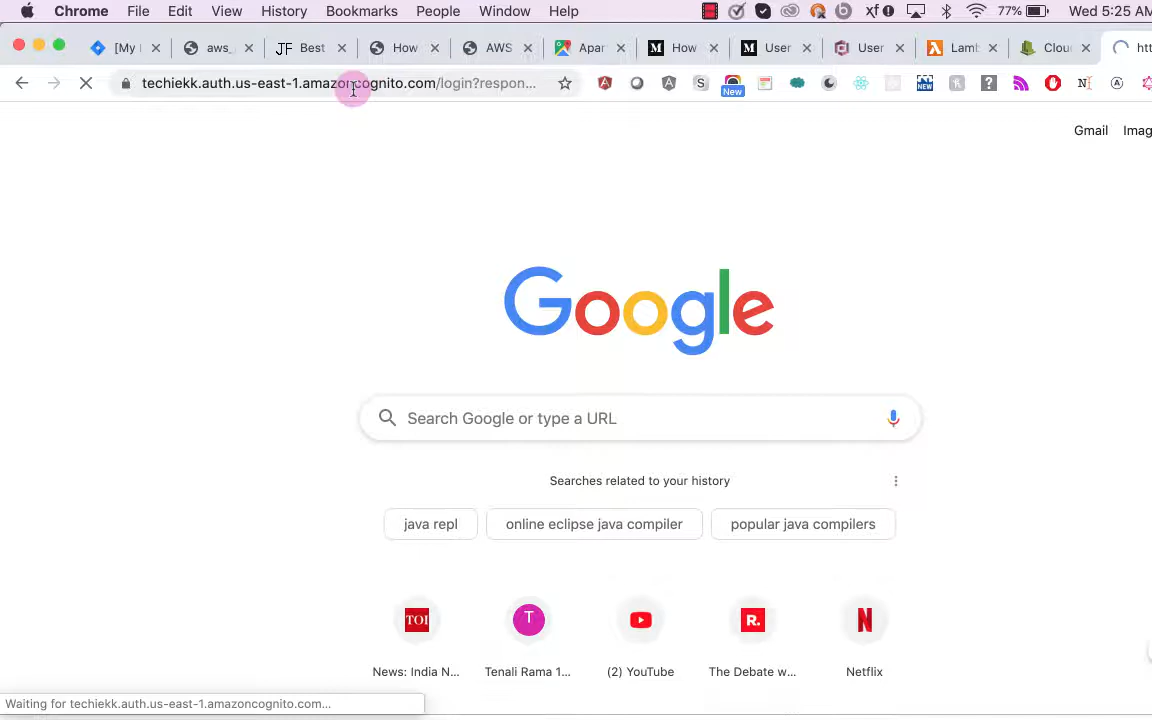 Chrome File Edit View History Bookmarks People Window Help xf 77% Wed 5:25 AM
[My aws_ JF Best How AWS Apar How User User Lam Clou htt
techiekk.auth.us-east-1.amazoncognito.com/login?respon... S New NEW h ? N A
Gmail Imag
Google
Search Google or type a URL
Searches related to your history
java repl online eclipse java compiler popular java compilers
TOI T R. N
News: India N... Tenali Rama 1... (2) YouTube The Debate w... Netflix
Waiting for techiekk.auth.us-east-1.amazoncognito.com...